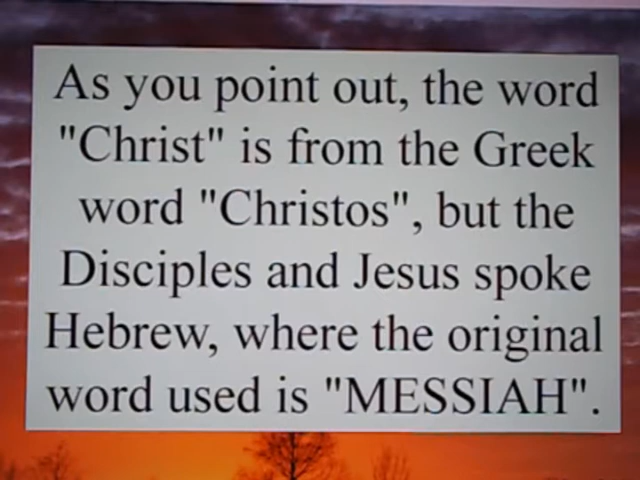 As you point out, the word
"Christ" is from the Greek
word "Christos", but the
Disciples and Jesus spoke
Hebrew, where the original
word used is "MESSIAH".